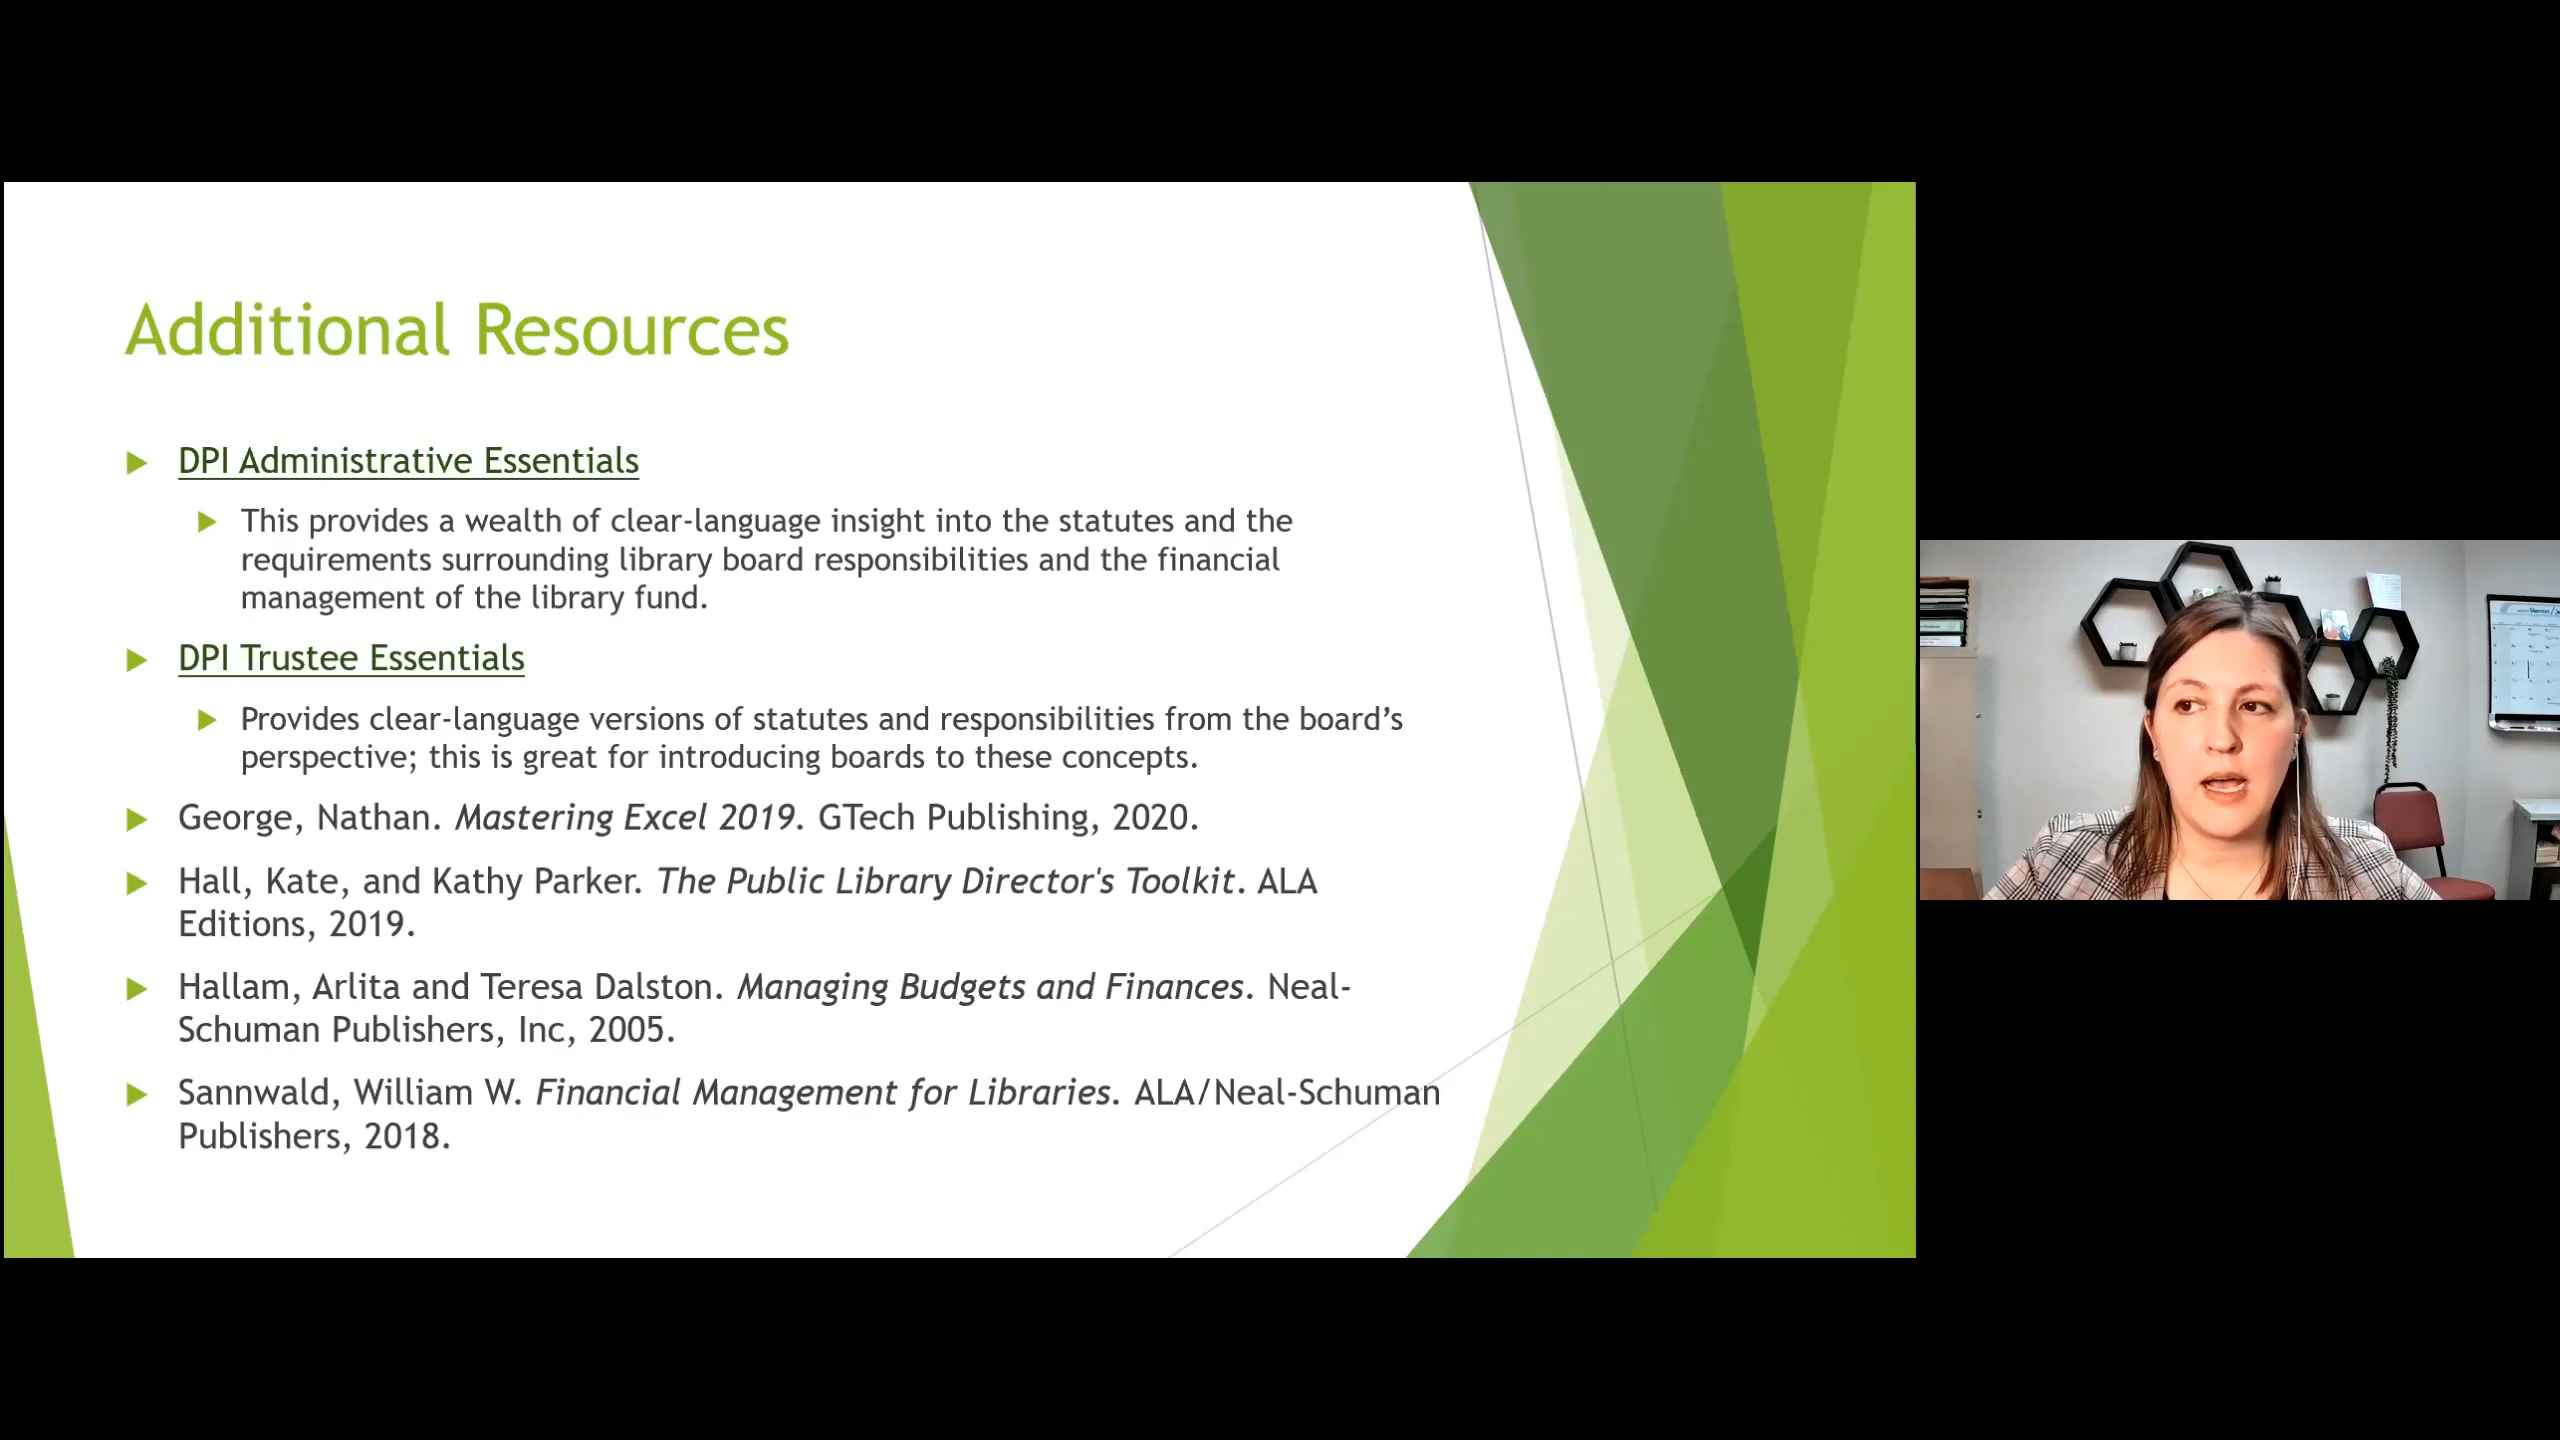 Additional Resources
DPI Administrative Essentials
This provides a wealth of clear-language insight into the statutes and the
requirements surrounding library board responsibilities and the financial
management of the library fund.
DPI Trustee Essentials
Provides clear-language versions of statutes and responsibilities from the board’s
perspective; this is great for introducing boards to these concepts.
George, Nathan. Mastering Excel 2019. GTech Publishing, 2020.
Hall, Kate, and Kathy Parker. The Public Library Director's Toolkit. ALA
Editions, 2019.
Hallam, Arlita and Teresa Dalston. Managing Budgets and Finances. Neal-
Schuman Publishers, Inc, 2005.
Sannwald, William W. Financial Management for Libraries. ALA/Neal-Schuman
Publishers, 2018.